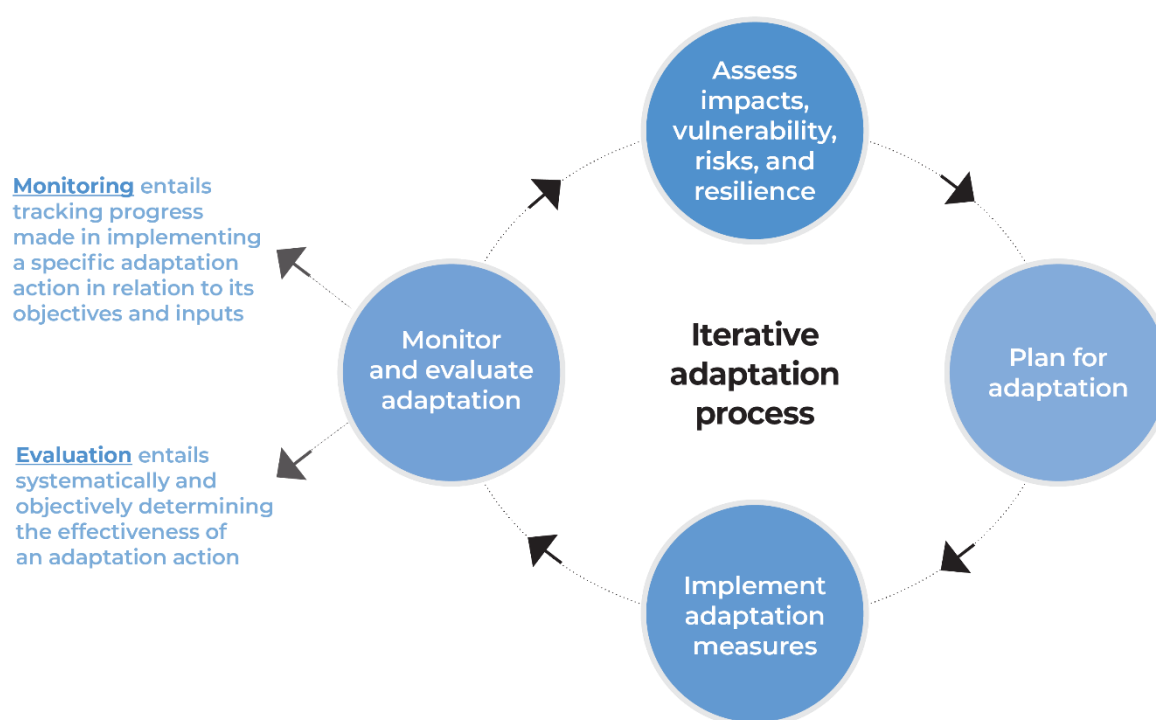 Assess
impacts,
vulnerability,
risks, and
resilience
Monitoring entails
tracking progress
made in implementing
a specific adaptation
action in relation to its
objectives and inputs
Monitor
and evaluate
adaptation
Iterative
adaptation
process
Plan for
adaptation
Evaluation entails
systematically and
objectively determining
the effectiveness of
an adaptation action
Implement
adaptation
measures